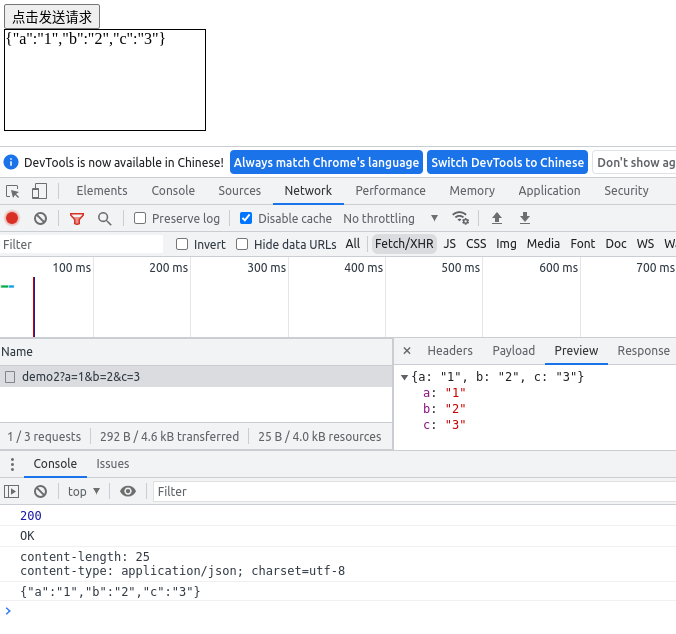 点击发送请求
{"a":"1","b":"2","c":"3"}
DevTools is now available in Chinese! Always match Chrome's language Switch DevTools to Chinese Don't show ag
Elements Console Sources Network Performance Memory Application Security
Preserve log Disable cache No throttling
Filter Invert Hide data URLs All Fetch/XHR JS CSS Img Media Font Doc WS Wa
100 ms 200 ms 300 ms 400 ms 500 ms 600 ms 700 ms
Name
demo2?a=1&b=2&c=3
1 / 3 requests 292 B / 4.6 kB transferred 25 B / 4.0 kB resources
× Headers Payload Preview Response
{a: "1", b: "2", c: "3"}
a: "1"
b: "2"
c: "3"
Console Issues
top Filter
200
OK
content-length: 25
content-type: application/json; charset=utf-8
{"a":"1","b":"2","c":"3"}